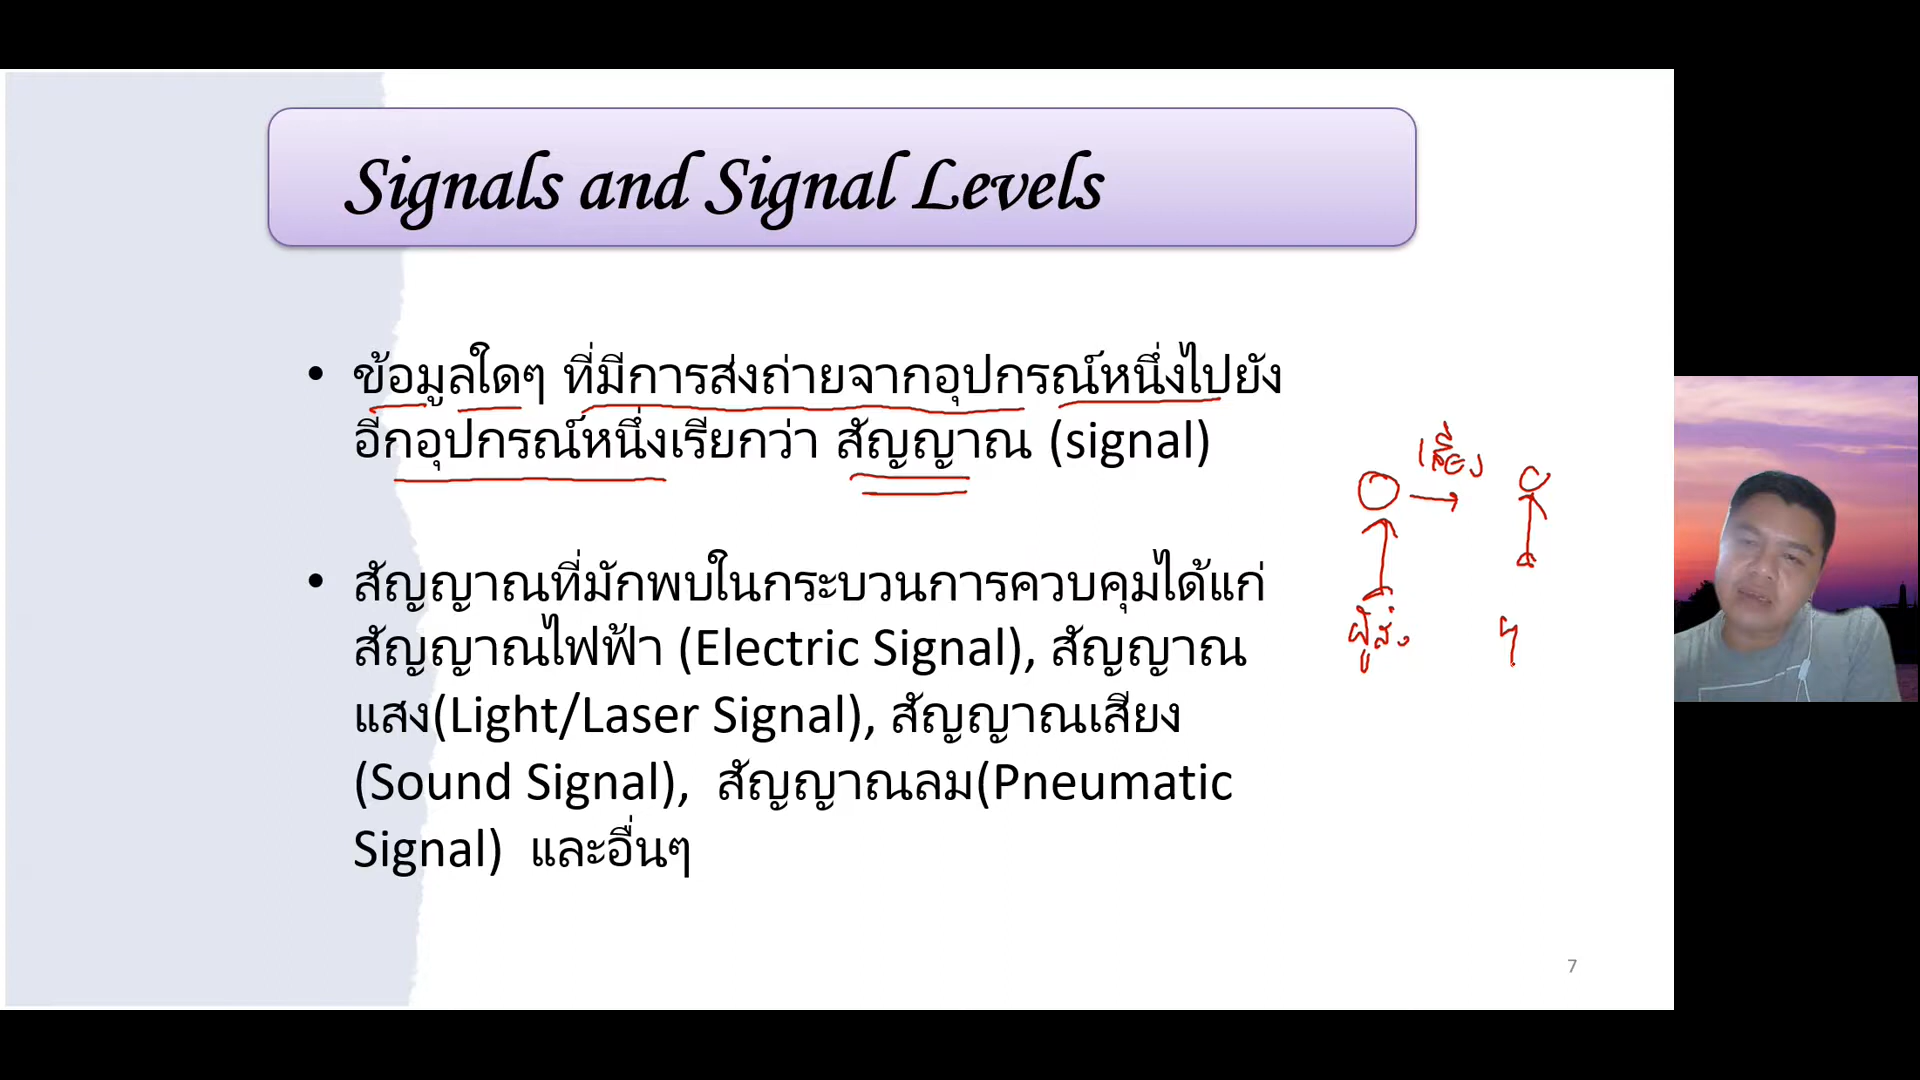 Signals and Signal Levels
• ข้อมูลใดๆ ที่มีการส่งถ่ายจากอุปกรณ์หนึ่งไปยัง
อีกอุปกรณ์หนึ่งเรียกว่า สัญญาณ (signal)
เสียง
• สัญญาณที่มักพบในกระบวนการควบคุมได้แก่
สัญญาณไฟฟ้า (Electric Signal), สัญญาณ
แสง(Light/Laser Signal), สัญญาณเสียง
(Sound Signal), สัญญาณลม(Pneumatic
Signal) และอื่นๆ
ผู้ส่ง
7